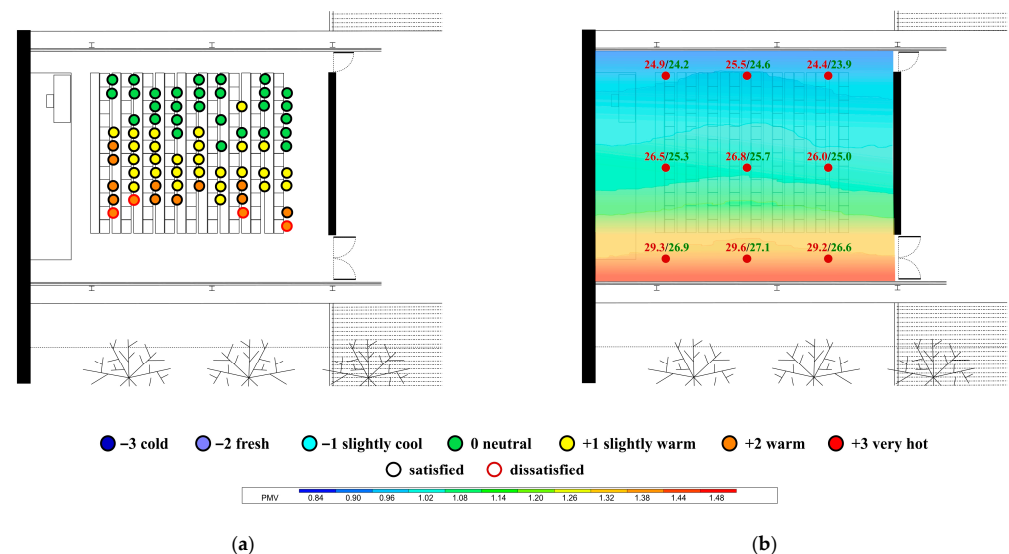 24.9/24.2 25.5/24.6 24.4/23.9
26.5/25.3 26.8/25.7 26.0/25.0
29.3/26.9 29.6/27.1 29.2/26.6
−3 cold −2 fresh −1 slightly cool 0 neutral +1 slightly warm +2 warm +3 very hot
satisfied dissatisfied
PMV 0.84 0.90 0.96 1.02 1.08 1.14 1.20 1.26 1.32 1.38 1.44 1.48
(a) (b)